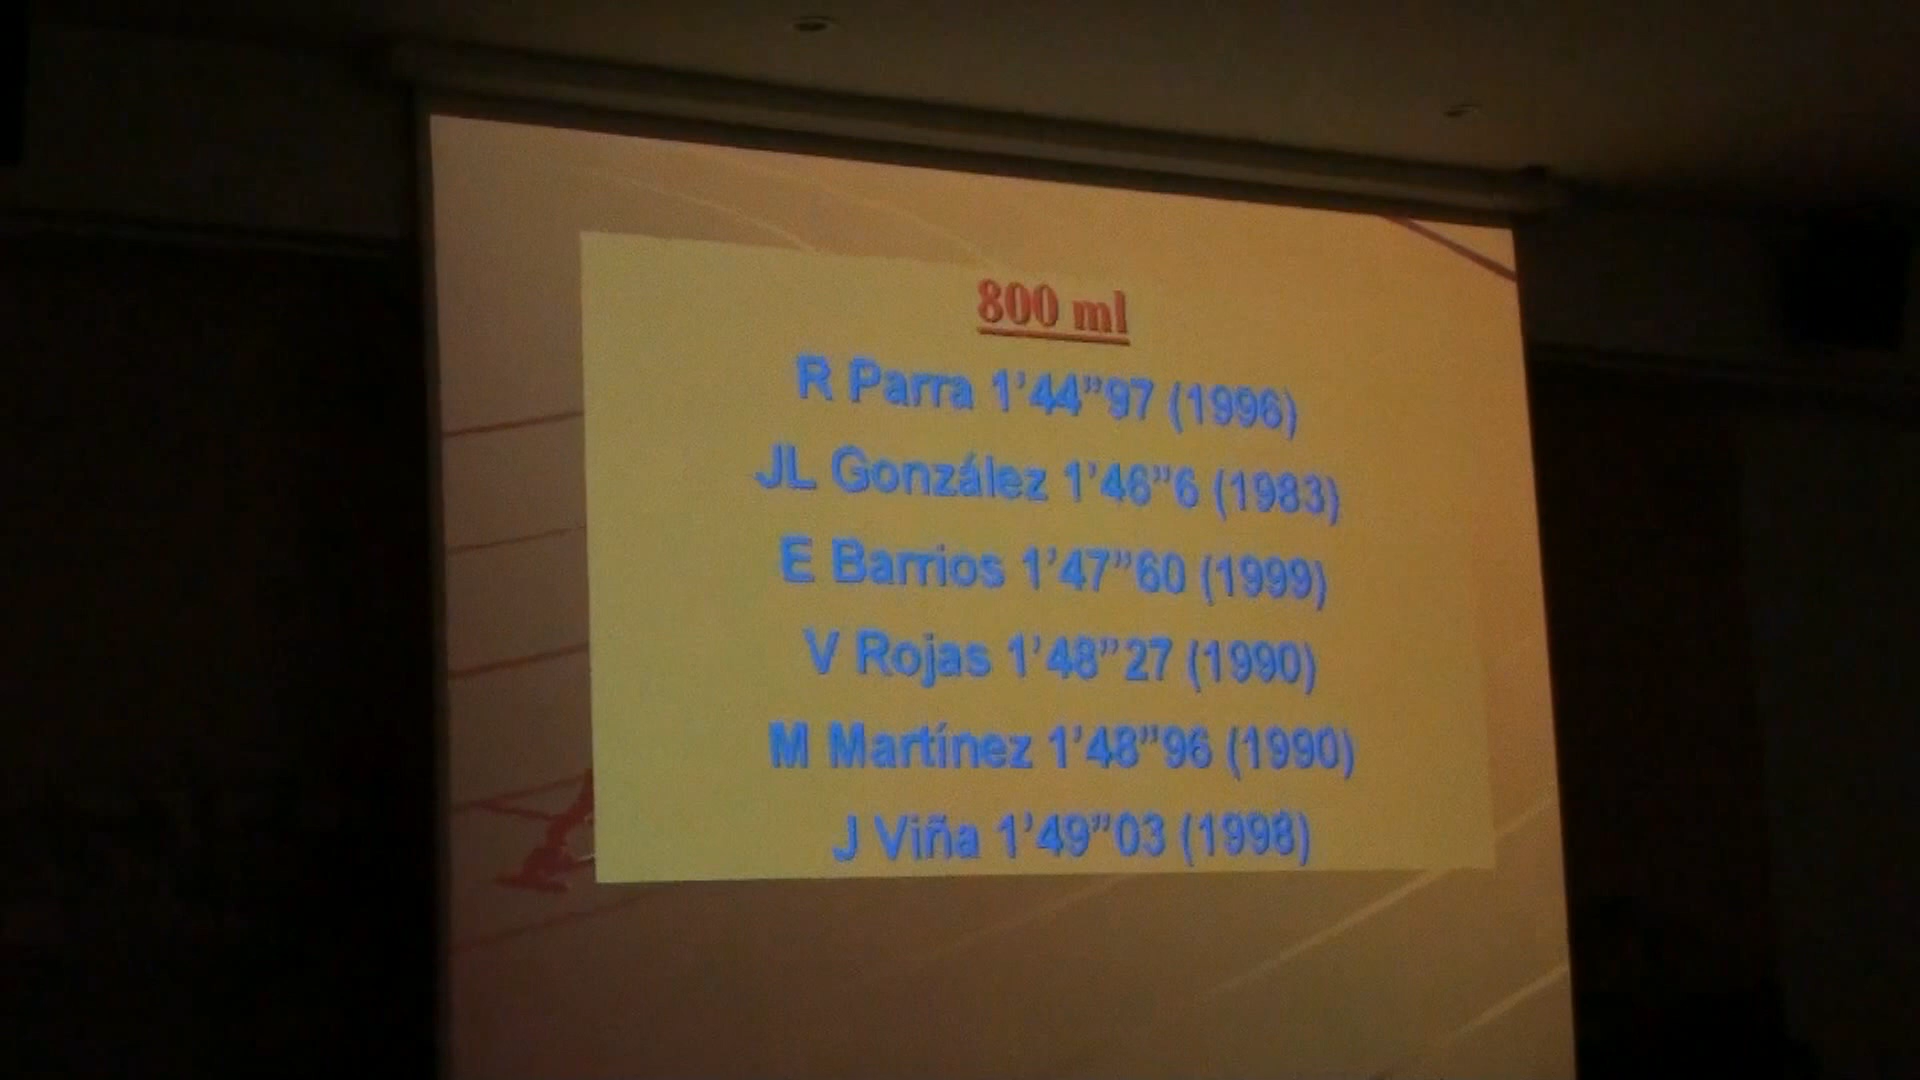 800 ml
R Parra 1'44"97 (1996)
JL González 1'46"6 (1983)
E Barrios 1'47"60 (1999)
V Rojas 1'48"27 (1990)
M Martínez 1'48"96 (1990)
J Viña 1'49"03 (1998)